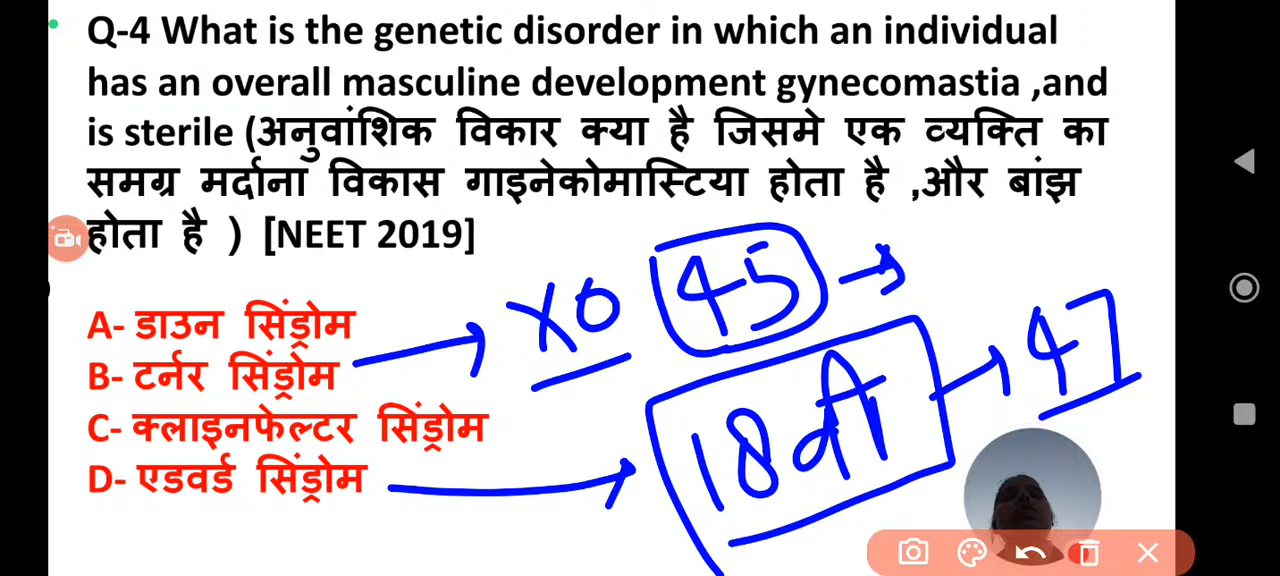 Q-4 What is the genetic disorder in which an individual
has an overall masculine development gynecomastia ,and
is sterile (अनुवांशिक विकार क्या है जिसमे एक व्यक्ति का
समग्र मर्दाना विकास गाइनेकोमास्टिया होता है ,और बांझ
होता है ) [NEET 2019]
A- डाउन सिंड्रोम
B- टर्नर सिंड्रोम
C- क्लाइनफेल्टर सिंड्रोम
D- एडवर्ड सिंड्रोम
XO 45
18वी 47